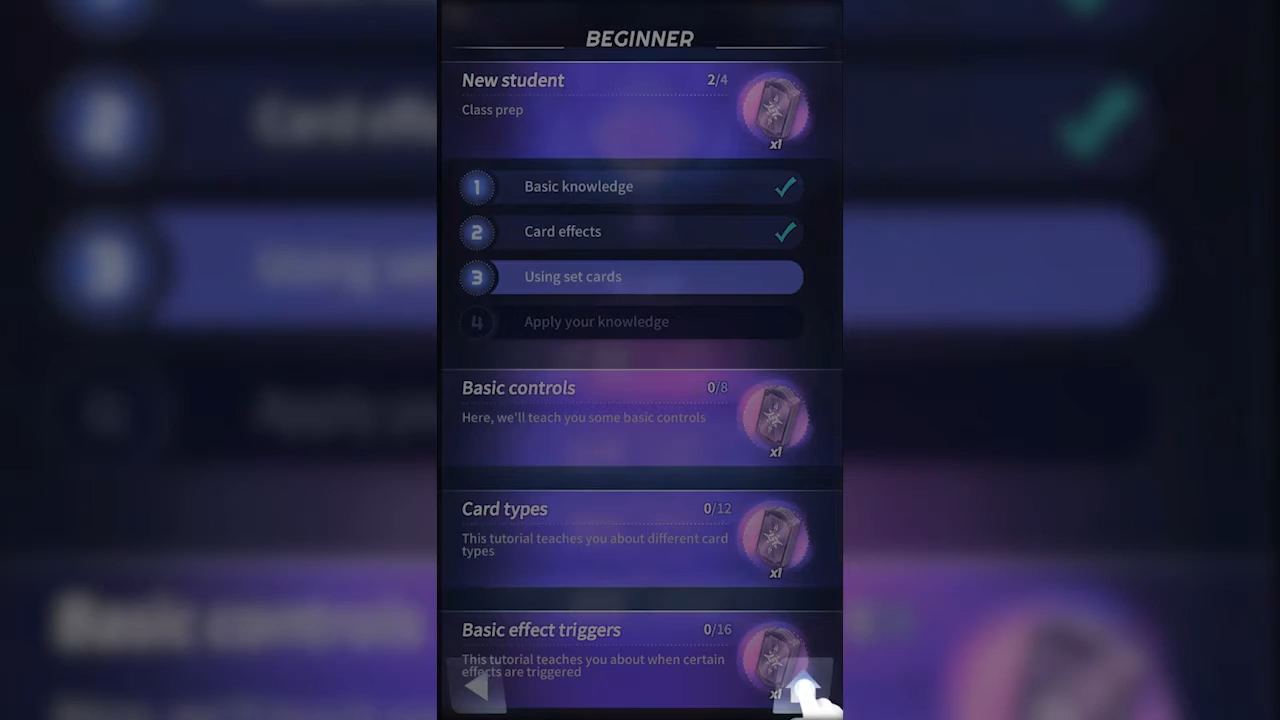 BEGINNER
New student 2/4
Class prep
x1
1 Basic knowledge
2 Card effects
3 Using set cards
4 Apply your knowledge
Basic controls 0/8
Here, we'll teach you some basic controls
x1
Card types 0/12
This tutorial teaches you about different card
types
x1
Basic effect triggers 0/16
This tutorial teaches you about when certain
effects are triggered
x1